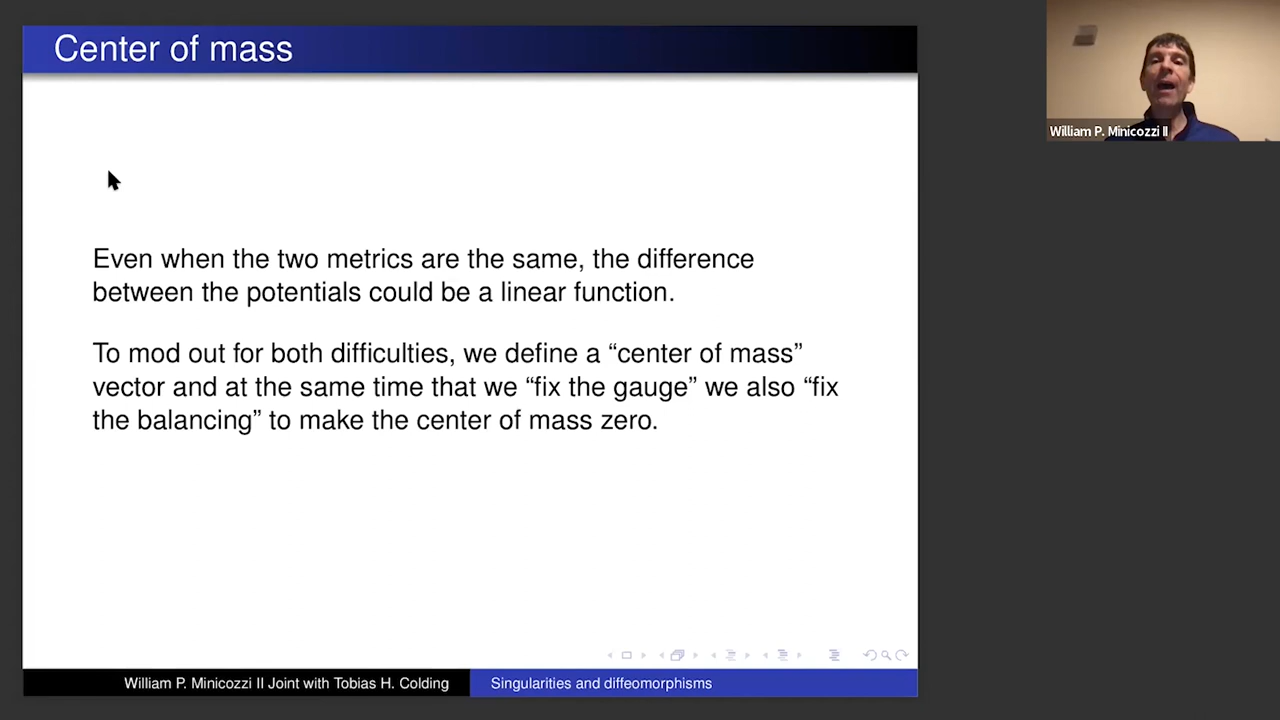 Center of mass
William P. Minicozzi II
Even when the two metrics are the same, the difference
between the potentials could be a linear function.
To mod out for both difficulties, we define a “center of mass”
vector and at the same time that we “fix the gauge” we also “fix
the balancing” to make the center of mass zero.
William P. Minicozzi II Joint with Tobias H. Colding
Singularities and diffeomorphisms